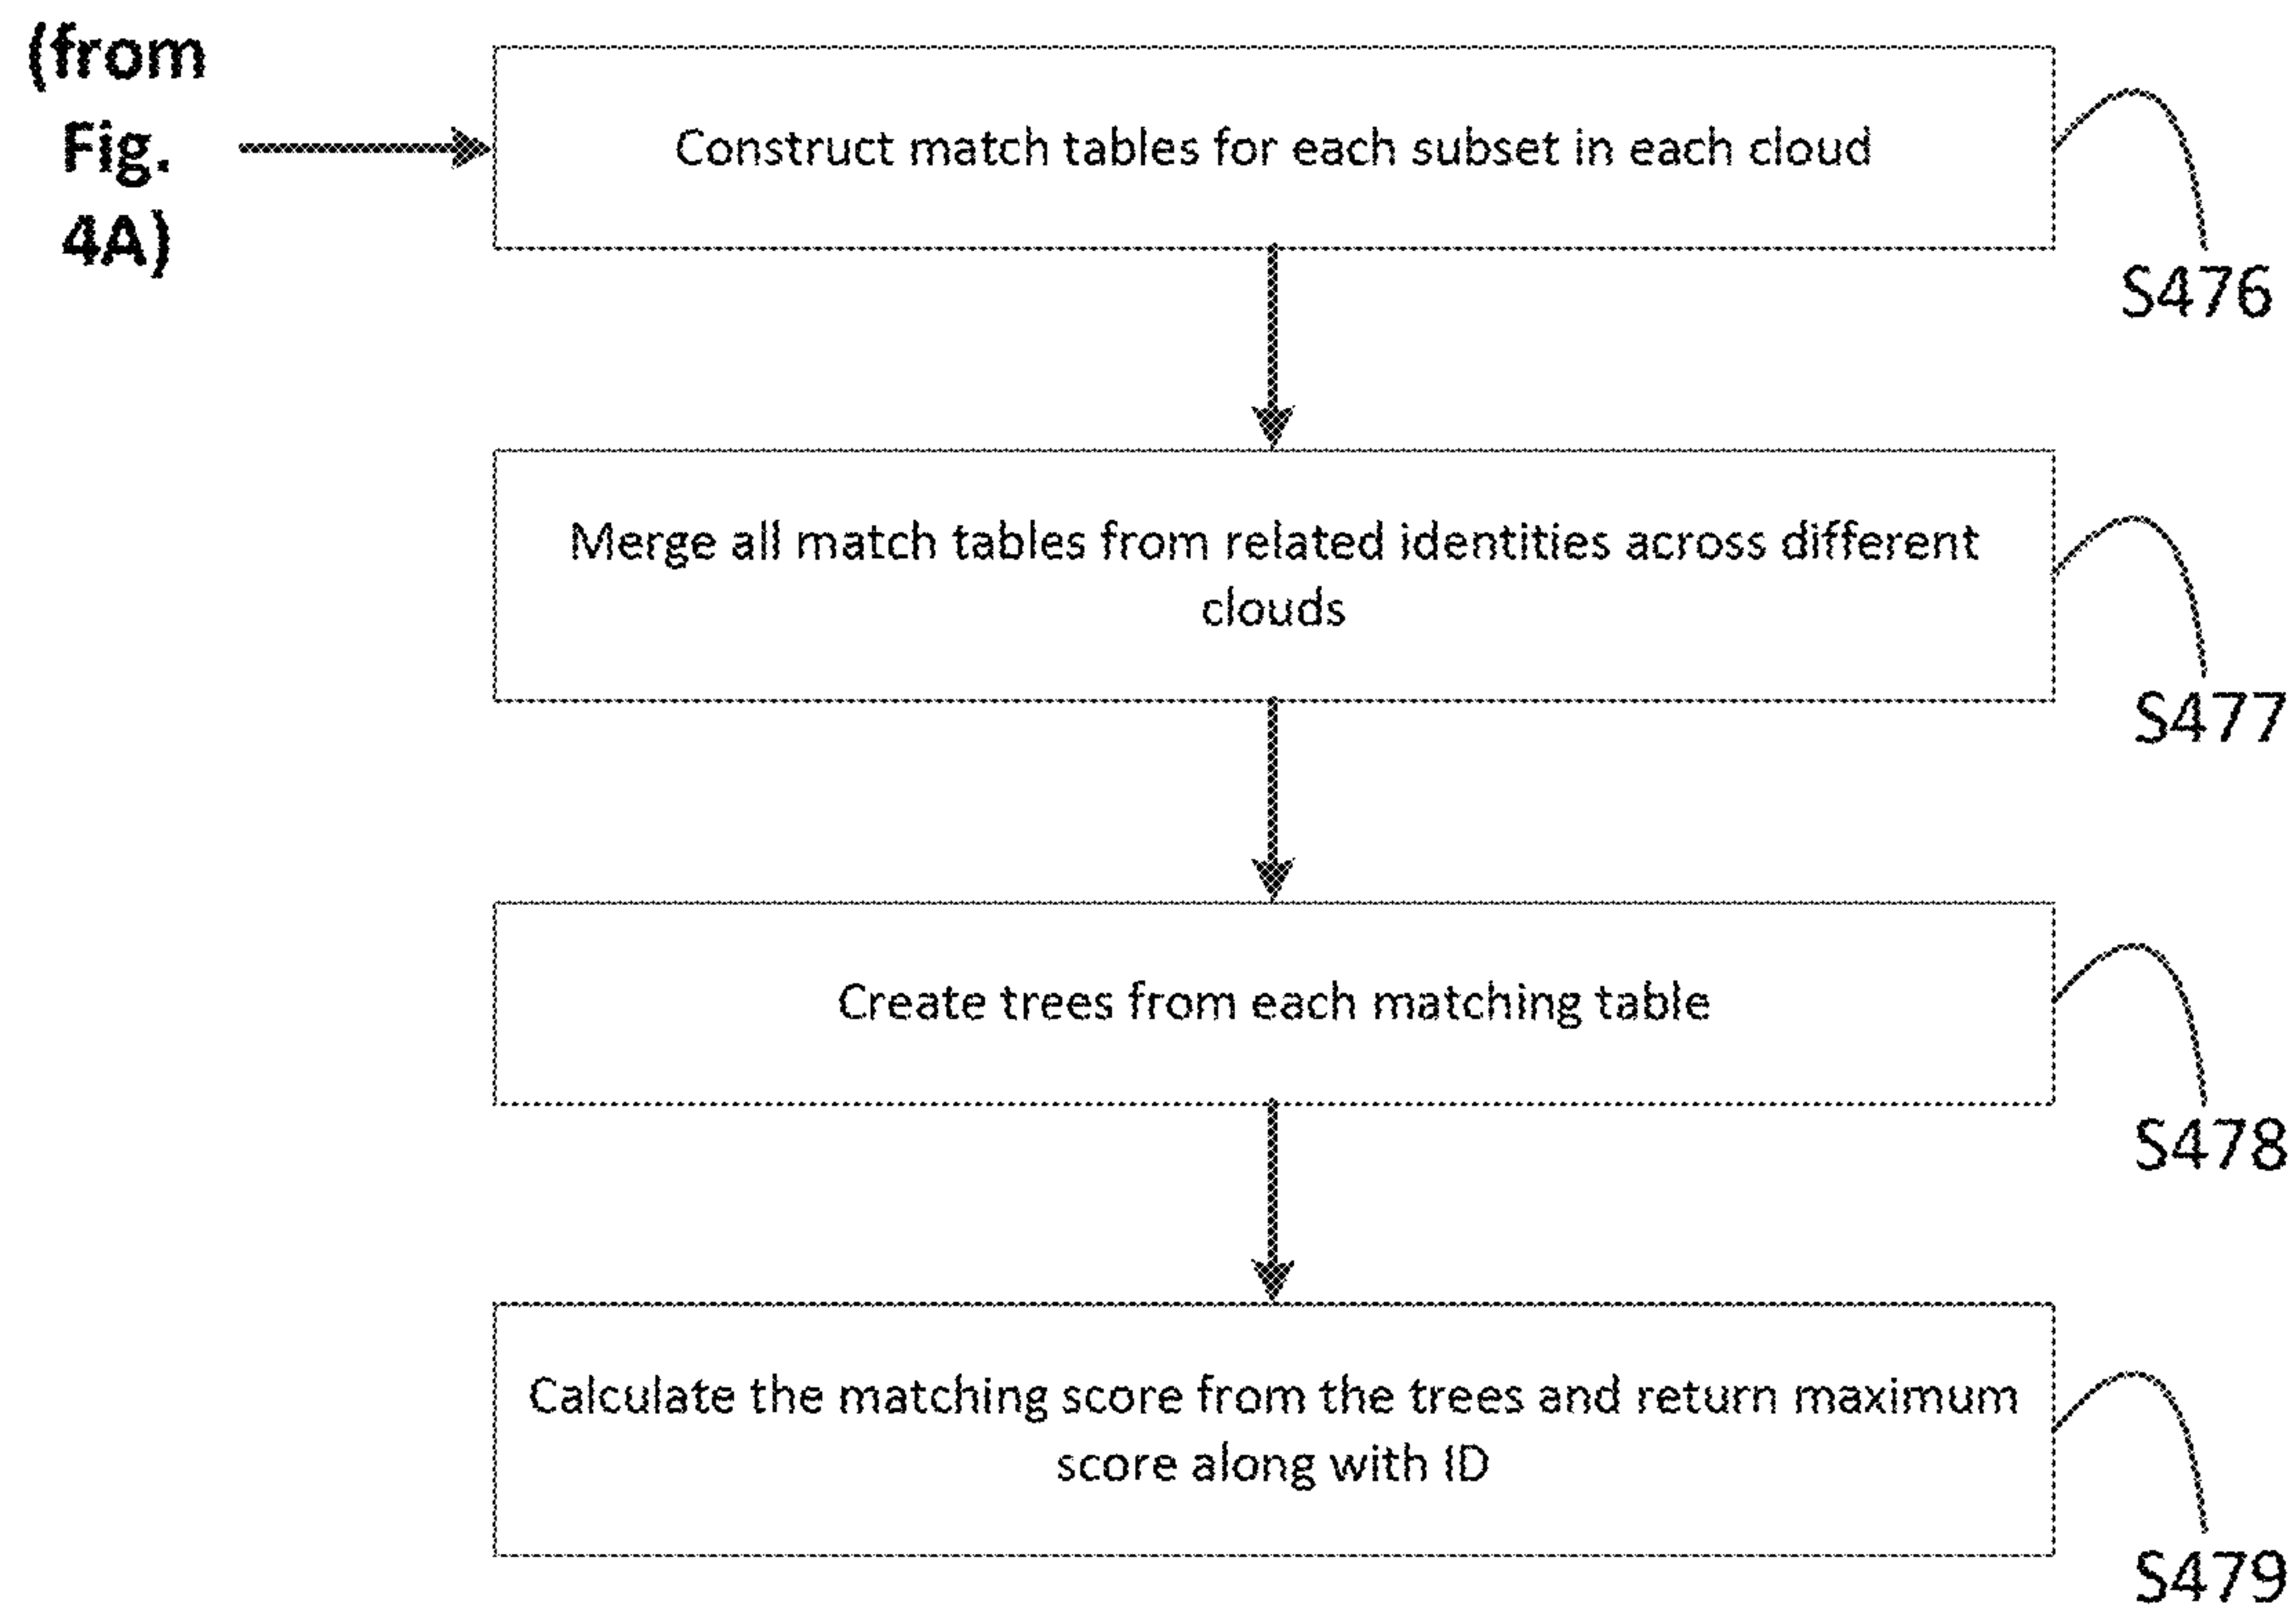 (from
Fig.
4A)
Construct match tables for each subset in each cloud
S476
Merge all match tables from related identities across different
clouds
S477
Create trees from each matching table
S478
Calculate the matching score from the trees and return maximum
score along with ID
S479